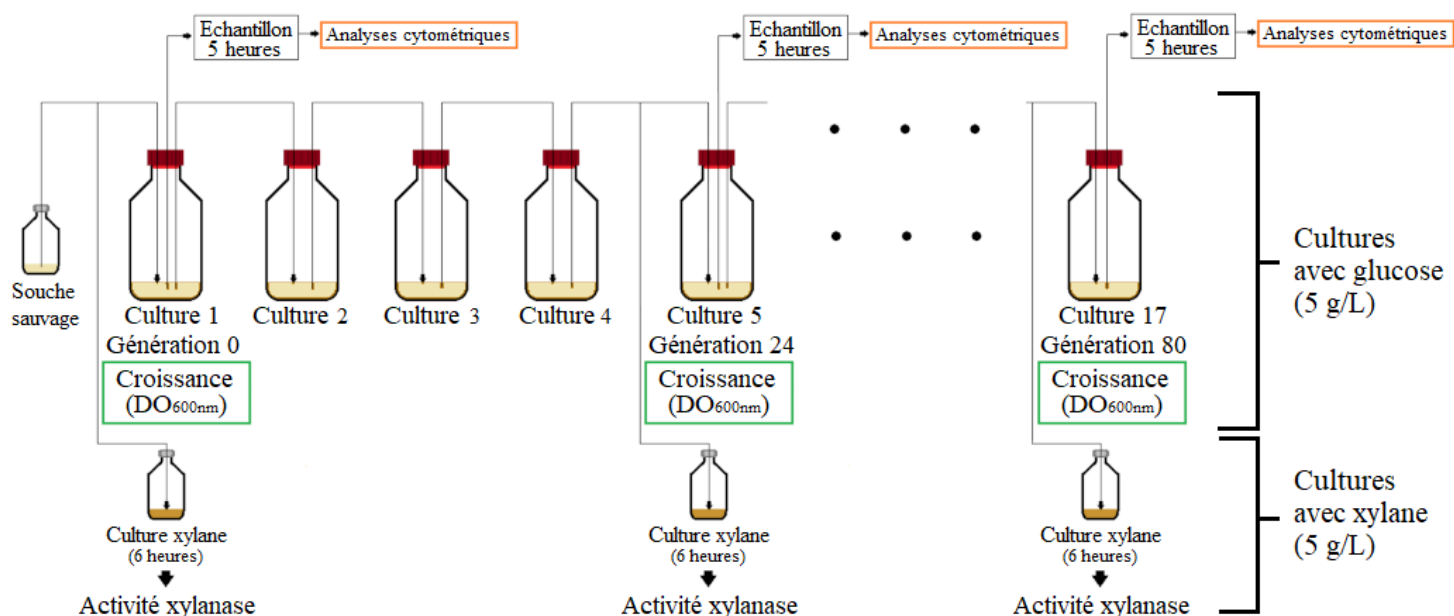 Echantillon
5 heures
Analyses cytométriques
Echantillon
5 heures
Analyses cytométriques
Echantillon
5 heures
Analyses cytométriques
Souche
sauvage
Culture 1
Génération 0
Croissance
(DO600nm)
Culture 2
Culture 3
Culture 4
Culture 5
Génération 24
Croissance
(DO600nm)
Culture 17
Génération 80
Croissance
(DO600nm)
Cultures
avec glucose
(5 g/L)
Culture xylane
(6 heures)
Activité xylanase
Culture xylane
(6 heures)
Activité xylanase
Culture xylane
(6 heures)
Activité xylanase
Cultures
avec xylane
(5 g/L)